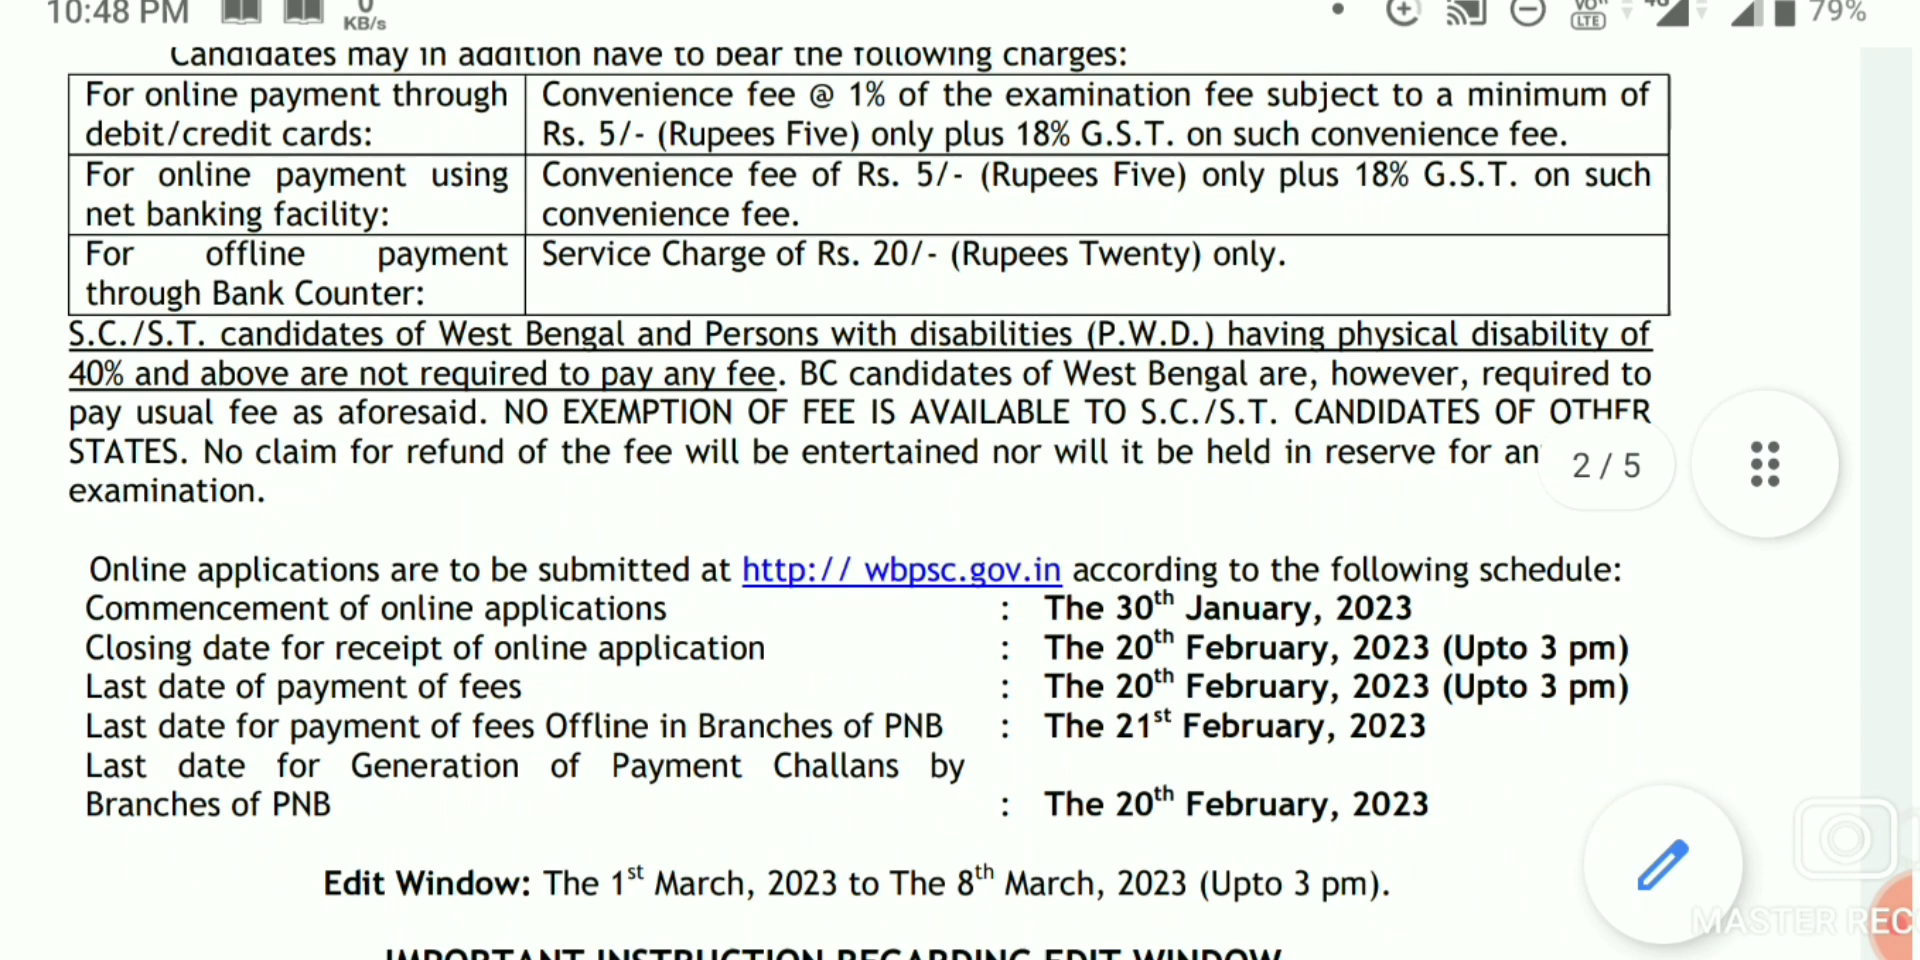 10:48 PM 0 KB/s VO LTE 4G 79%
Candidates may in addition have to bear the following charges:
For online payment through debit/credit cards: Convenience fee @ 1% of the examination fee subject to a minimum of
Rs. 5/- (Rupees Five) only plus 18% G.S.T. on such convenience fee.
For online payment using net banking facility: Convenience fee of Rs. 5/- (Rupees Five) only plus 18% G.S.T. on such
convenience fee.
For offline payment through Bank Counter: Service Charge of Rs. 20/- (Rupees Twenty) only.
S.C./S.T. candidates of West Bengal and Persons with disabilities (P.W.D.) having physical disability of
40% and above are not required to pay any fee. BC candidates of West Bengal are, however, required to
pay usual fee as aforesaid. NO EXEMPTION OF FEE IS AVAILABLE TO S.C./S.T. CANDIDATES OF OTHER
STATES. No claim for refund of the fee will be entertained nor will it be held in reserve for
examination.
2 / 5
Online applications are to be submitted at http:// wbpsc.gov.in according to the following schedule:
Commencement of online applications : The 30th January, 2023
Closing date for receipt of online application : The 20th February, 2023 (Upto 3 pm)
Last date of payment of fees : The 20th February, 2023 (Upto 3 pm)
Last date for payment of fees Offline in Branches of PNB : The 21st February, 2023
Last date for Generation of Payment Challans by
Branches of PNB : The 20th February, 2023
Edit Window: The 1st March, 2023 to The 8th March, 2023 (Upto 3 pm).
MASTER REC
IMPORTANT INSTRUCTION REGARDING EDIT WINDOW